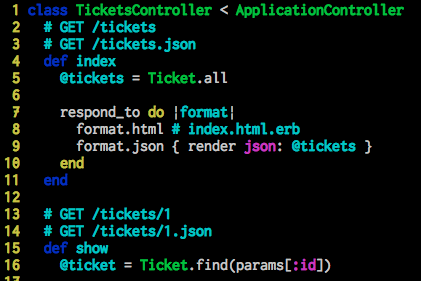 1 class TicketsController < ApplicationController
2   # GET /tickets
3   # GET /tickets.json
4   def index
5     @tickets = Ticket.all
6
7     respond_to do |format|
8       format.html # index.html.erb
9       format.json { render json: @tickets }
10     end
11   end
12
13   # GET /tickets/1
14   # GET /tickets/1.json
15   def show
16     @ticket = Ticket.find(params[:id])